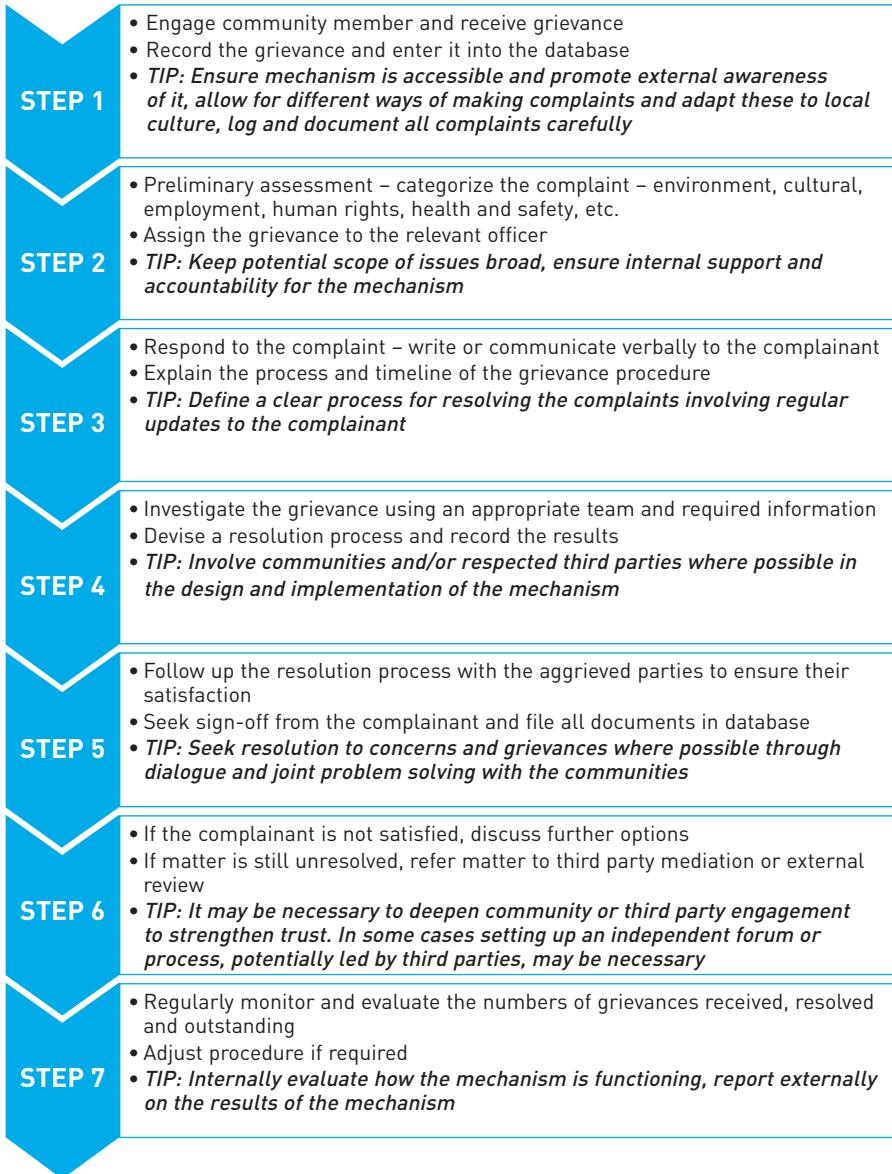 STEP 1
• Engage community member and receive grievance
• Record the grievance and enter it into the database
• TIP: Ensure mechanism is accessible and promote external awareness
of it, allow for different ways of making complaints and adapt these to local
culture, log and document all complaints carefully
STEP 2
• Preliminary assessment – categorize the complaint – environment, cultural,
employment, human rights, health and safety, etc.
• Assign the grievance to the relevant officer
• TIP: Keep potential scope of issues broad, ensure internal support and
accountability for the mechanism
STEP 3
• Respond to the complaint – write or communicate verbally to the complainant
• Explain the process and timeline of the grievance procedure
• TIP: Define a clear process for resolving the complaints involving regular
updates to the complainant
STEP 4
• Investigate the grievance using an appropriate team and required information
• Devise a resolution process and record the results
• TIP: Involve communities and/or respected third parties where possible in
the design and implementation of the mechanism
STEP 5
• Follow up the resolution process with the aggrieved parties to ensure their
satisfaction
• Seek sign-off from the complainant and file all documents in database
• TIP: Seek resolution to concerns and grievances where possible through
dialogue and joint problem solving with the communities
STEP 6
• If the complainant is not satisfied, discuss further options
• If matter is still unresolved, refer matter to third party mediation or external
review
• TIP: It may be necessary to deepen community or third party engagement
to strengthen trust. In some cases setting up an independent forum or
process, potentially led by third parties, may be necessary
STEP 7
• Regularly monitor and evaluate the numbers of grievances received, resolved
and outstanding
• Adjust procedure if required
• TIP: Internally evaluate how the mechanism is functioning, report externally
on the results of the mechanism